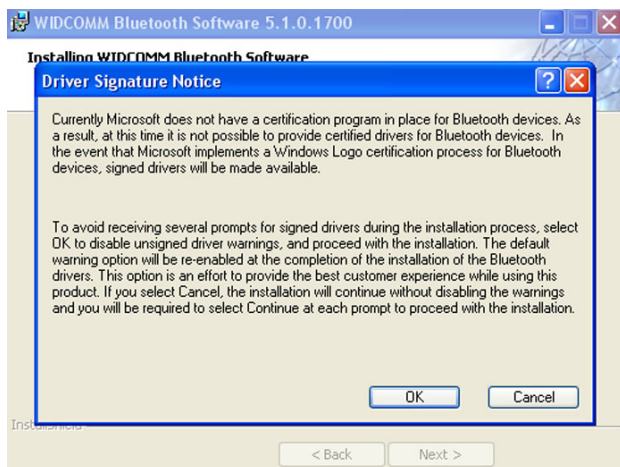 WIDCOMM Bluetooth Software 5.1.0.1700
Installing WIDCOMM Bluetooth Software
Driver Signature Notice
Currently Microsoft does not have a certification program in place for Bluetooth devices. As
a result, at this time it is not possible to provide certified drivers for Bluetooth devices. In
the event that Microsoft implements a Windows Logo certification process for Bluetooth
devices, signed drivers will be made available.
To avoid receiving several prompts for signed drivers during the installation process, select
OK to disable unsigned driver warnings, and proceed with the installation. The default
warning option will be re-enabled at the completion of the installation of the Bluetooth
drivers. This option is an effort to provide the best customer experience while using this
product. If you select Cancel, the installation will continue without disabling the warnings
and you will be required to select Continue at each prompt to proceed with the installation.
OK Cancel
InstallShield
< Back Next >